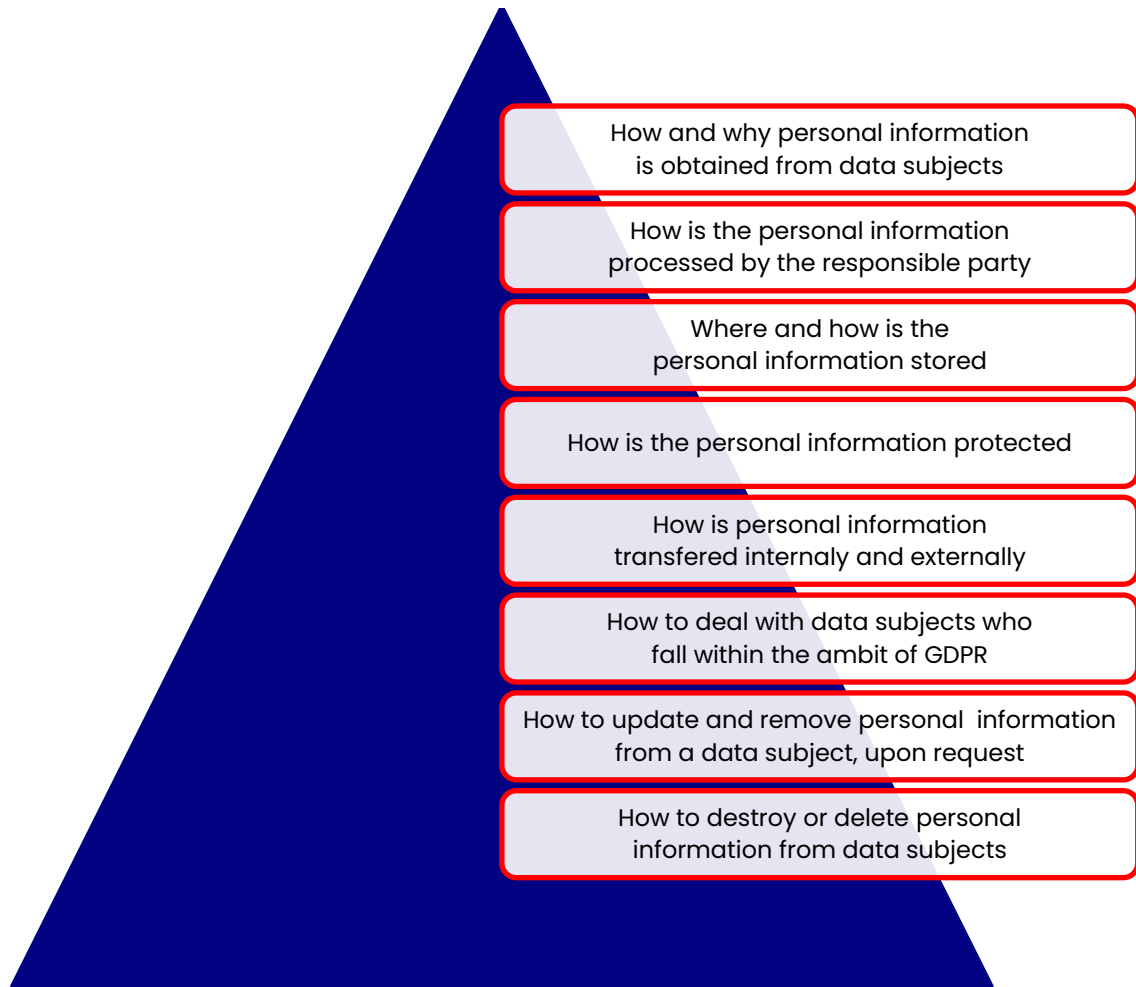 How and why personal information
is obtained from data subjects
How is the personal information
processed by the responsible party
Where and how is the
personal information stored
How is the personal information protected
How is personal information
transfered internaly and externally
How to deal with data subjects who
fall within the ambit of GDPR
How to update and remove personal  information
from a data subject, upon request
How to destroy or delete personal
information from data subjects